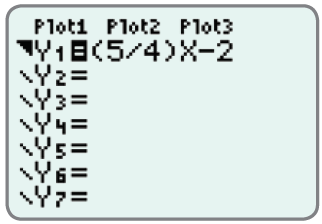 Plot1 Plot2 Plot3
◥Y1=(5/4)X-2
\Y2=
\Y3=
\Y4=
\Y5=
\Y6=
\Y7=